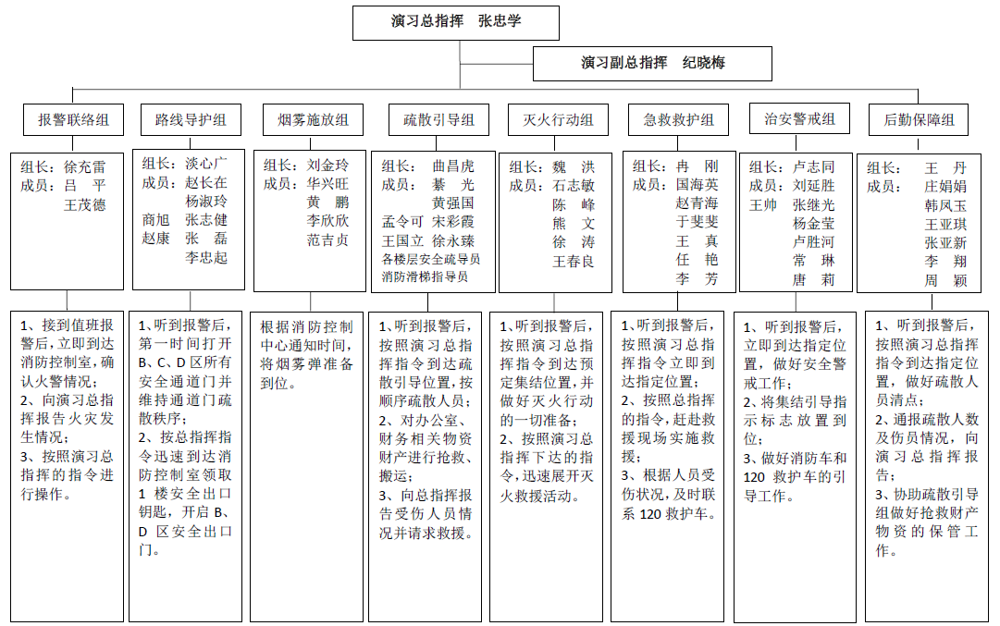 演习总指挥 张忠学
演习副总指挥 纪晓梅
报警联络组
组长：徐充雷
成员：吕 平
王茂德
1、接到值班报
警后，立即到达
消防控制室，确
认火警情况；
2、向演习总指
挥报告火灾发
生情况；
3、按照演习总
指挥的指令进
行操作。
路线导护组
组长：淡心广
成员：赵长在
杨淑玲
商旭 张志健
赵康 张 磊
李忠起
1、听到报警后，
第一时间打开
B、C、D 区所有
安全通道门并
维持通道门疏
散秩序；
2、按总指挥指
令迅速到达消
防控制室领取
1 楼安全出口
钥匙，开启 B、
D 区安全出口
门。
烟雾施放组
组长：刘金玲
成员：华兴旺
黄 鹏
李欣欣
范吉贞
根据消防控制
中心通知时间，
将烟雾弹准备
到位。
疏散引导组
组长： 曲昌虎
成员： 綦 光
黄强国
孟令可 宋彩霞
王国立 徐永臻
各楼层安全疏导员
消防滑梯指导员
1、听到报警后，
按照演习总指
挥指令到达疏
散引导位置，按
顺序疏散人员；
2、对办公室、
财务相关物资
财产进行抢救、
搬运；
3、向总指挥报
告受伤人员情
况并请求救援。
灭火行动组
组长：魏 洪
成员：石志敏
陈 峰
熊 文
徐 涛
王春良
1、听到报警后，
按照演习总指
挥指令到达预
定集结位置，并
做好灭火行动
的一切准备；
2、按照演习总
指挥下达的指
令，迅速展开灭
火救援活动。
急救救护组
组长：冉 刚
成员：国海英
赵青海
于斐斐
王 真
任 艳
李 芳
1、听到报警后，
按照演习总指
挥指令立即到
达指定位置；
2、按照总指挥
的指令，赶赴救
援现场实施救
援；
3、根据人员受
伤状况，及时联
系 120 救护车。
治安警戒组
组长：卢志同
成员：刘延胜
王帅 张继光
杨金莹
卢胜河
常 琳
唐 莉
1、听到报警后，
立即到达指定位
置，做好安全警
戒工作；
2、将集结引导指
示标志放置到
位；
3、做好消防车和
120 救护车的引
导工作。
后勤保障组
组长： 王 丹
成员： 庄娟娟
韩凤玉
王亚琪
张亚新
李 翔
周 颖
1、听到报警后，
按照演习总指挥
指令到达指定位
置，做好疏散人
员清点；
2、通报疏散人数
及伤员情况，向
演习总指挥报
告；
3、协助疏散引导
组做好抢救财产
物资的保管工
作。